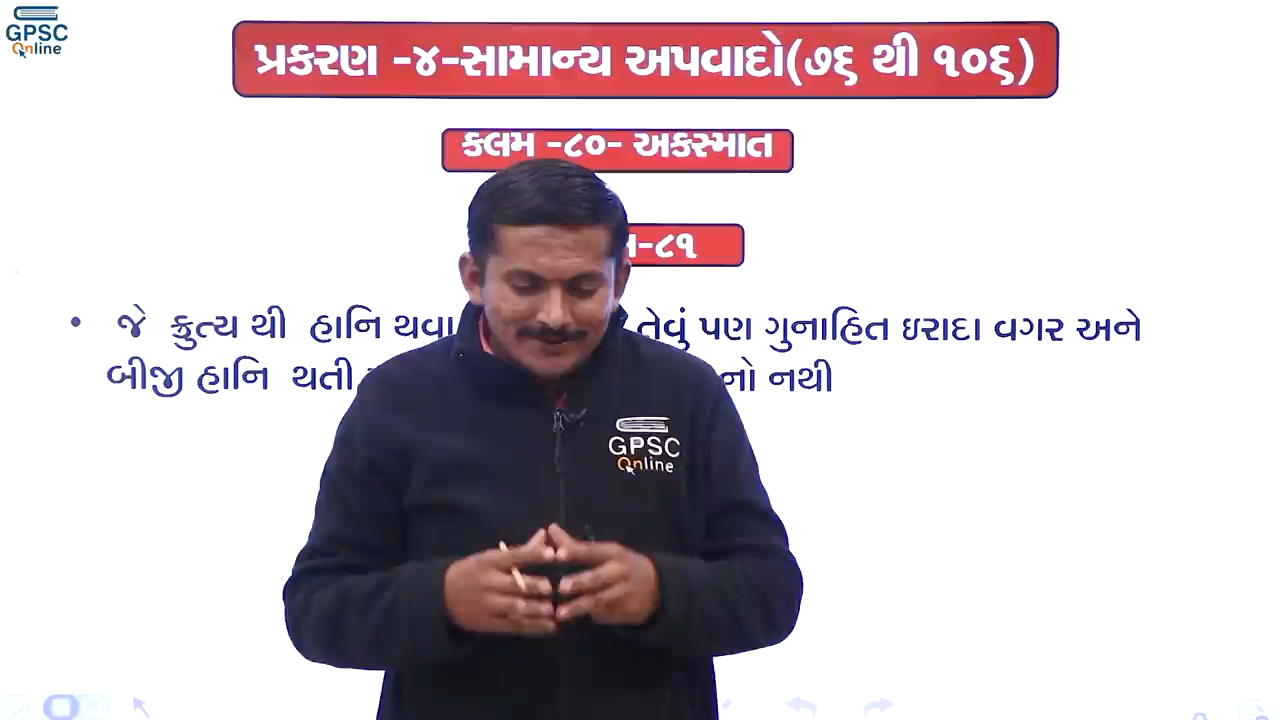 GPSC
Online
પ્રકરણ -૪-સામાન્ય અપવાદો(૭૬ થી ૧૦૬)
કલમ -૮૦- અકસ્માત
-૮૧
• જે ક્રુત્ય થી હાનિ થવા તેવું પણ ગુનાહિત ઇરાદા વગર અને
બીજી હાનિ થતી નો નથી
GPSC
Online